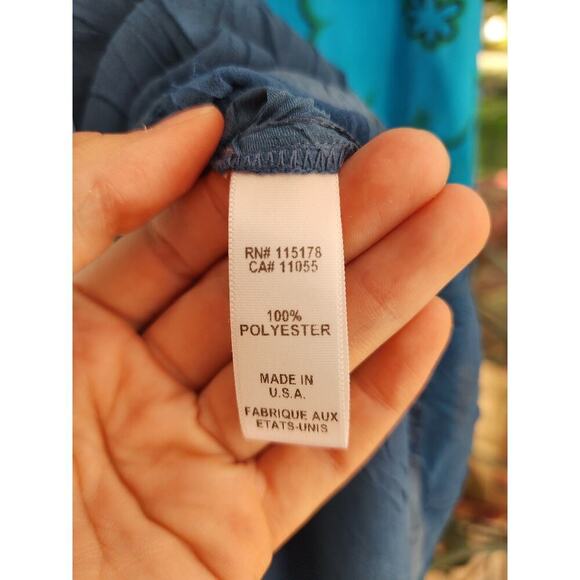 RN# 115178
CA# 11055
100%
POLYESTER
MADE IN
U.S.A.
FABRIQUE AUX
ETATS-UNIS